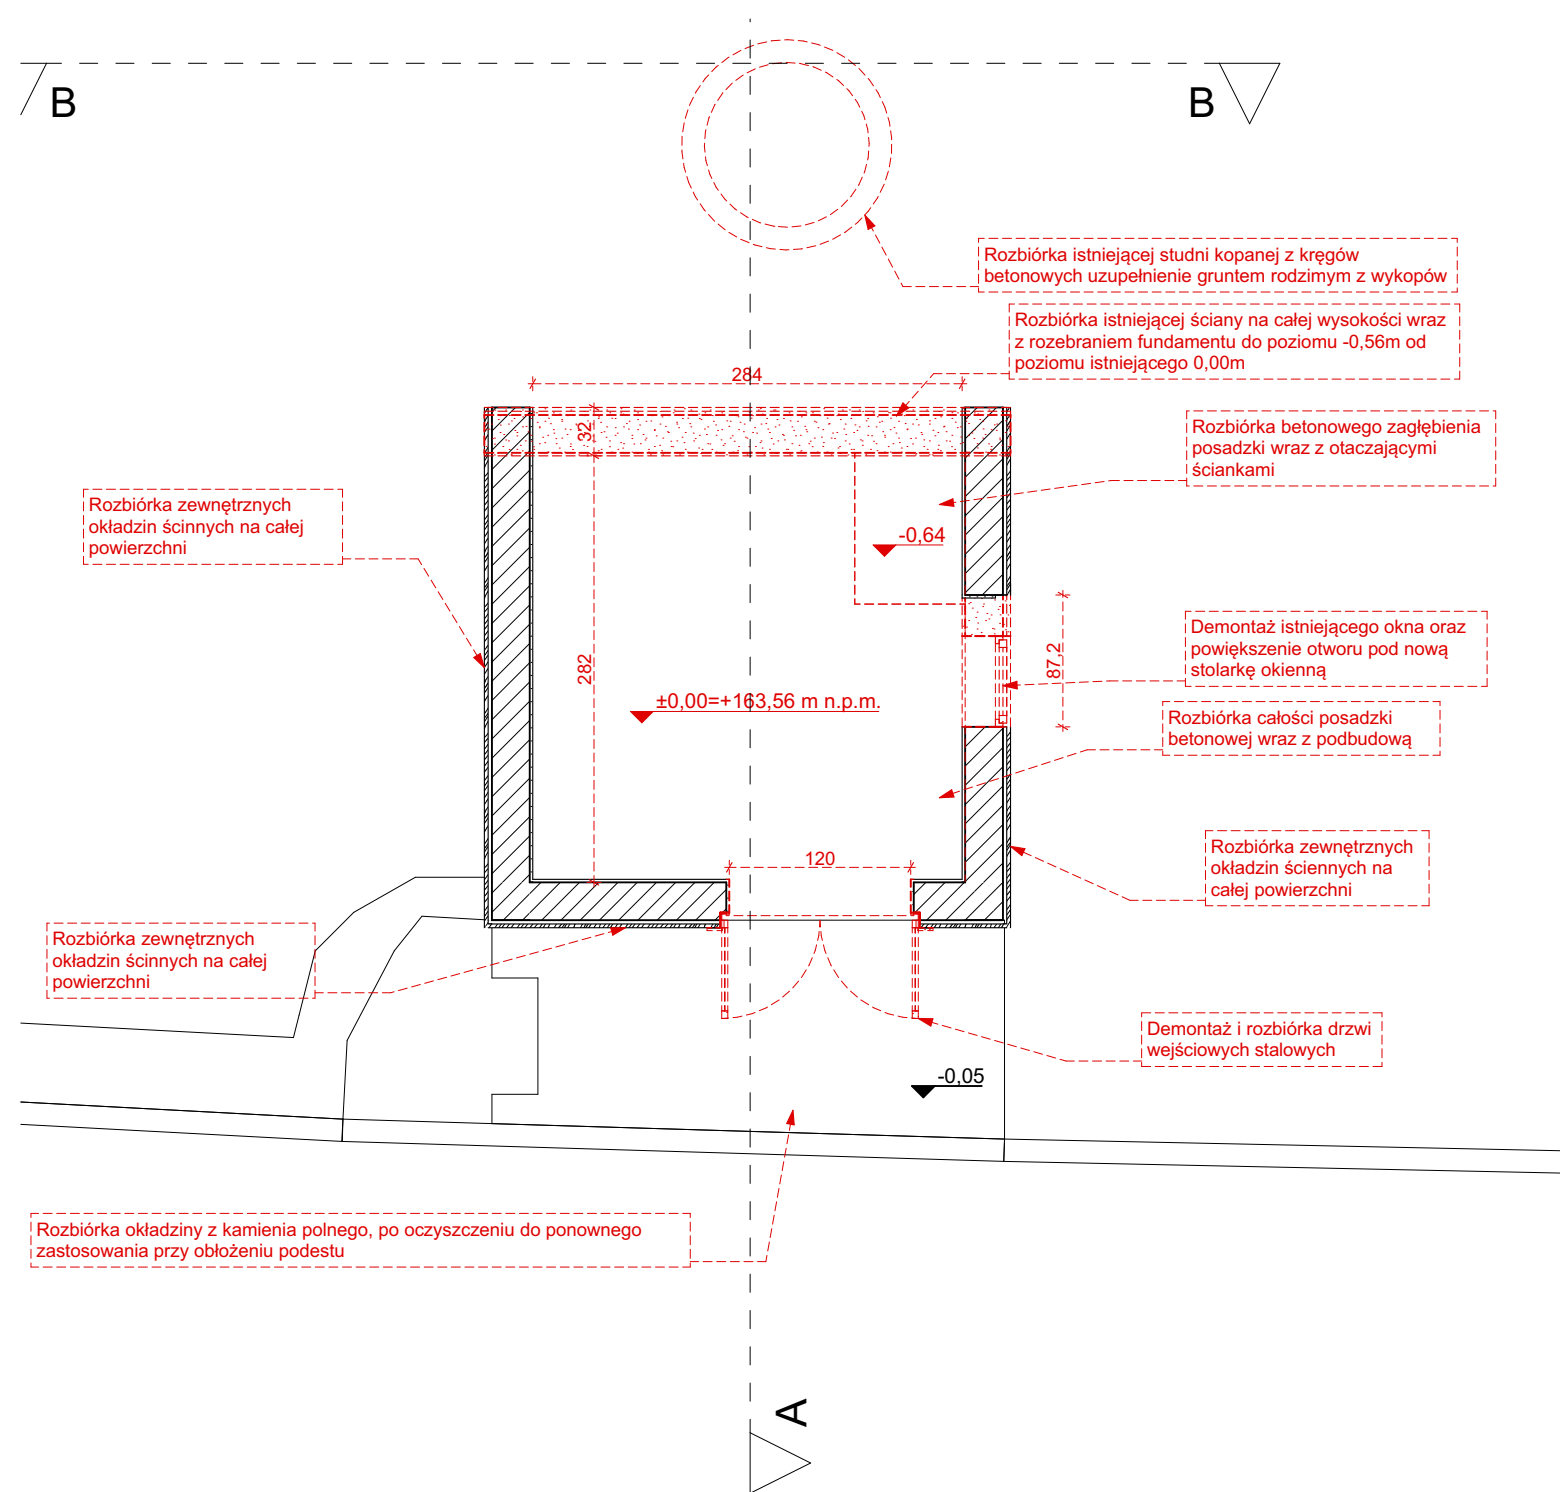 B
B
Rozbiórka istniejącej studni kopanej z kręgów
betonowych uzupełnienie gruntem rodzimym z wykopów
Rozbiórka istniejącej ściany na całej wysokości wraz
z rozebraniem fundamentu do poziomu -0,56m od
poziomu istniejącego 0,00m
284
32
Rozbiórka betonowego zagłębienia
posadzki wraz z otaczającymi
ściankami
Rozbiórka zewnętrznych
okładzin ścinnych na całej
powierzchni
-0,64
Demontaż istniejącego okna oraz
powiększenie otworu pod nową
stolarkę okienną
87,2
282
±0,00=+163,56 m n.p.m.
Rozbiórka całości posadzki
betonowej wraz z podbudową
120
Rozbiórka zewnętrznych
okładzin ściennych na
całej powierzchni
Rozbiórka zewnętrznych
okładzin ścinnych na całej
powierzchni
Demontaż i rozbiórka drzwi
wejściowych stalowych
-0,05
Rozbiórka okładziny z kamienia polnego, po oczyszczeniu do ponownego
zastosowania przy obłożeniu podestu
A